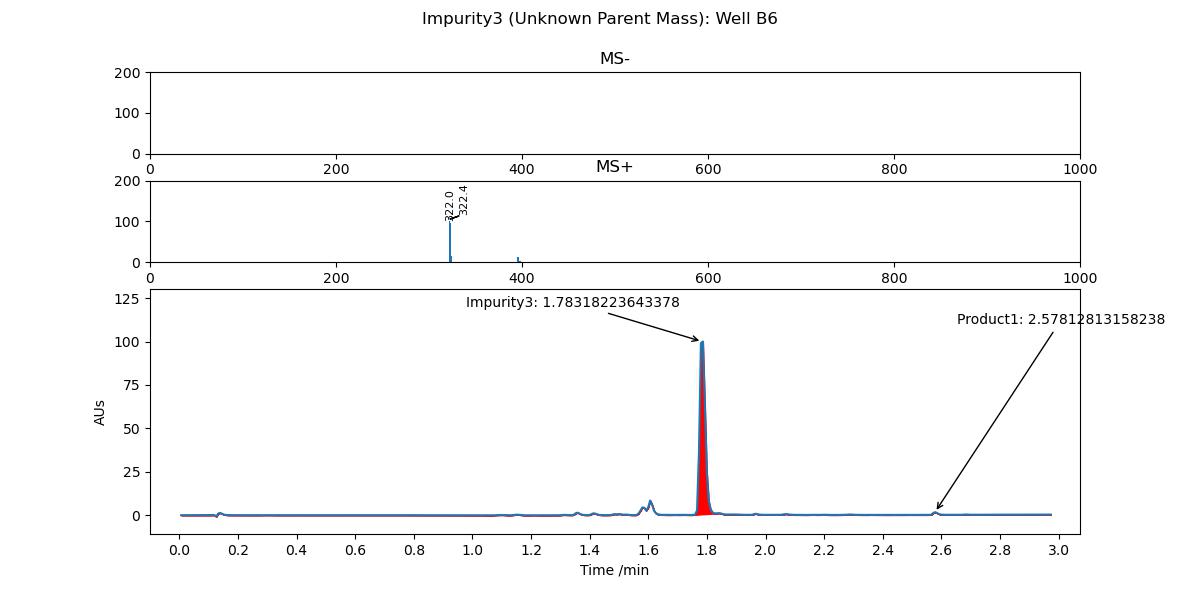 Impurity3 (Unknown Parent Mass): Well B6
MS-
200
100
0
0 200 400 600 800 1000
MS+
200
100
0
322.0
322.4
0 200 400 600 800 1000
Impurity3: 1.78318223643378
Product1: 2.57812813158238
125
100
75
50
25
0
AUs
0.0 0.2 0.4 0.6 0.8 1.0 1.2 1.4 1.6 1.8 2.0 2.2 2.4 2.6 2.8 3.0
Time /min